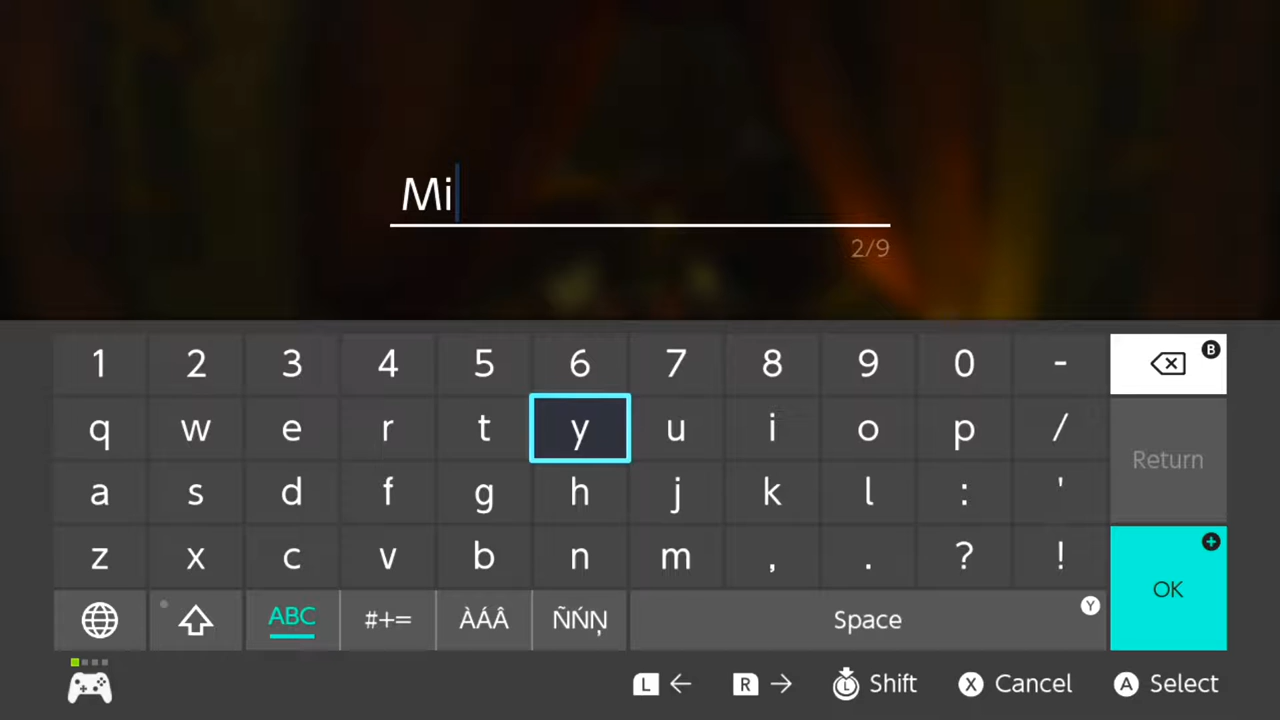 Mi
2/9
1 2 3 4 5 6 7 8 9 0 - B
q w e r t y u i o p / Return
a s d f g h j k l : '
z x c v b n m , . ? ! + OK
ABC #+= ÀÁÂ ÑŃŅ Space Y
L ← R → L Shift X Cancel A Select